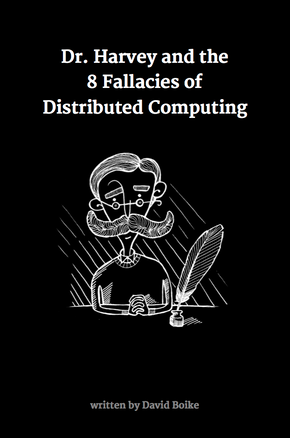 Dr. Harvey and the
8 Fallacies of
Distributed Computing
written by David Boike